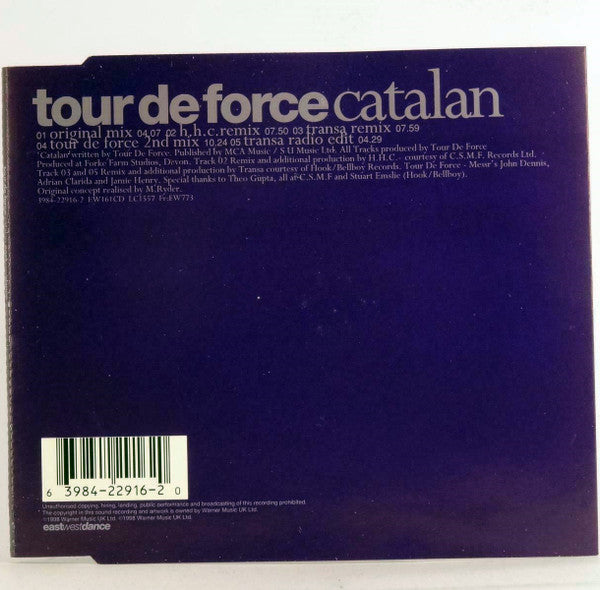 tour de force catalan
01 original mix 04.07 02 h.h.c.remix 07.50 03 transa remix 07.59
04 tour de force 2nd mix 10.24 05 transa radio edit 04.29
'Catalan' written by Tour De Force. Published by MCA Music / S U Music Ltd. All Tracks produced by Tour De Force
Produced at Forke Farm Studios, Devon. Track 02 Remix and additional production by H.H.C.- courtesy of C.S.M.F. Records Ltd.
Track 03 and 05 Remix and additional production by Transa courtesy of Hook/Bellboy Records. Tour De Force - Messr's John Dennis,
Adrian Clarida and Jamie Henry. Special thanks to Theo Gupta, all at C.S.M.F and Stuart Emslie (Hook/Bellboy).
Original concept realised by M.Ryder.
3984-22916-2 EW161CD LC1557 Fr:EW773
6 3984-22916-2 0
Unauthorised copying, hiring, lending, public performance and broadcasting of this recording prohibited.
The copyright in this sound recording and artwork is owned by Warner Music UK Ltd.
℗1998 Warner Music UK Ltd. ©1998 Warner Music UK Ltd.
eastwestdance